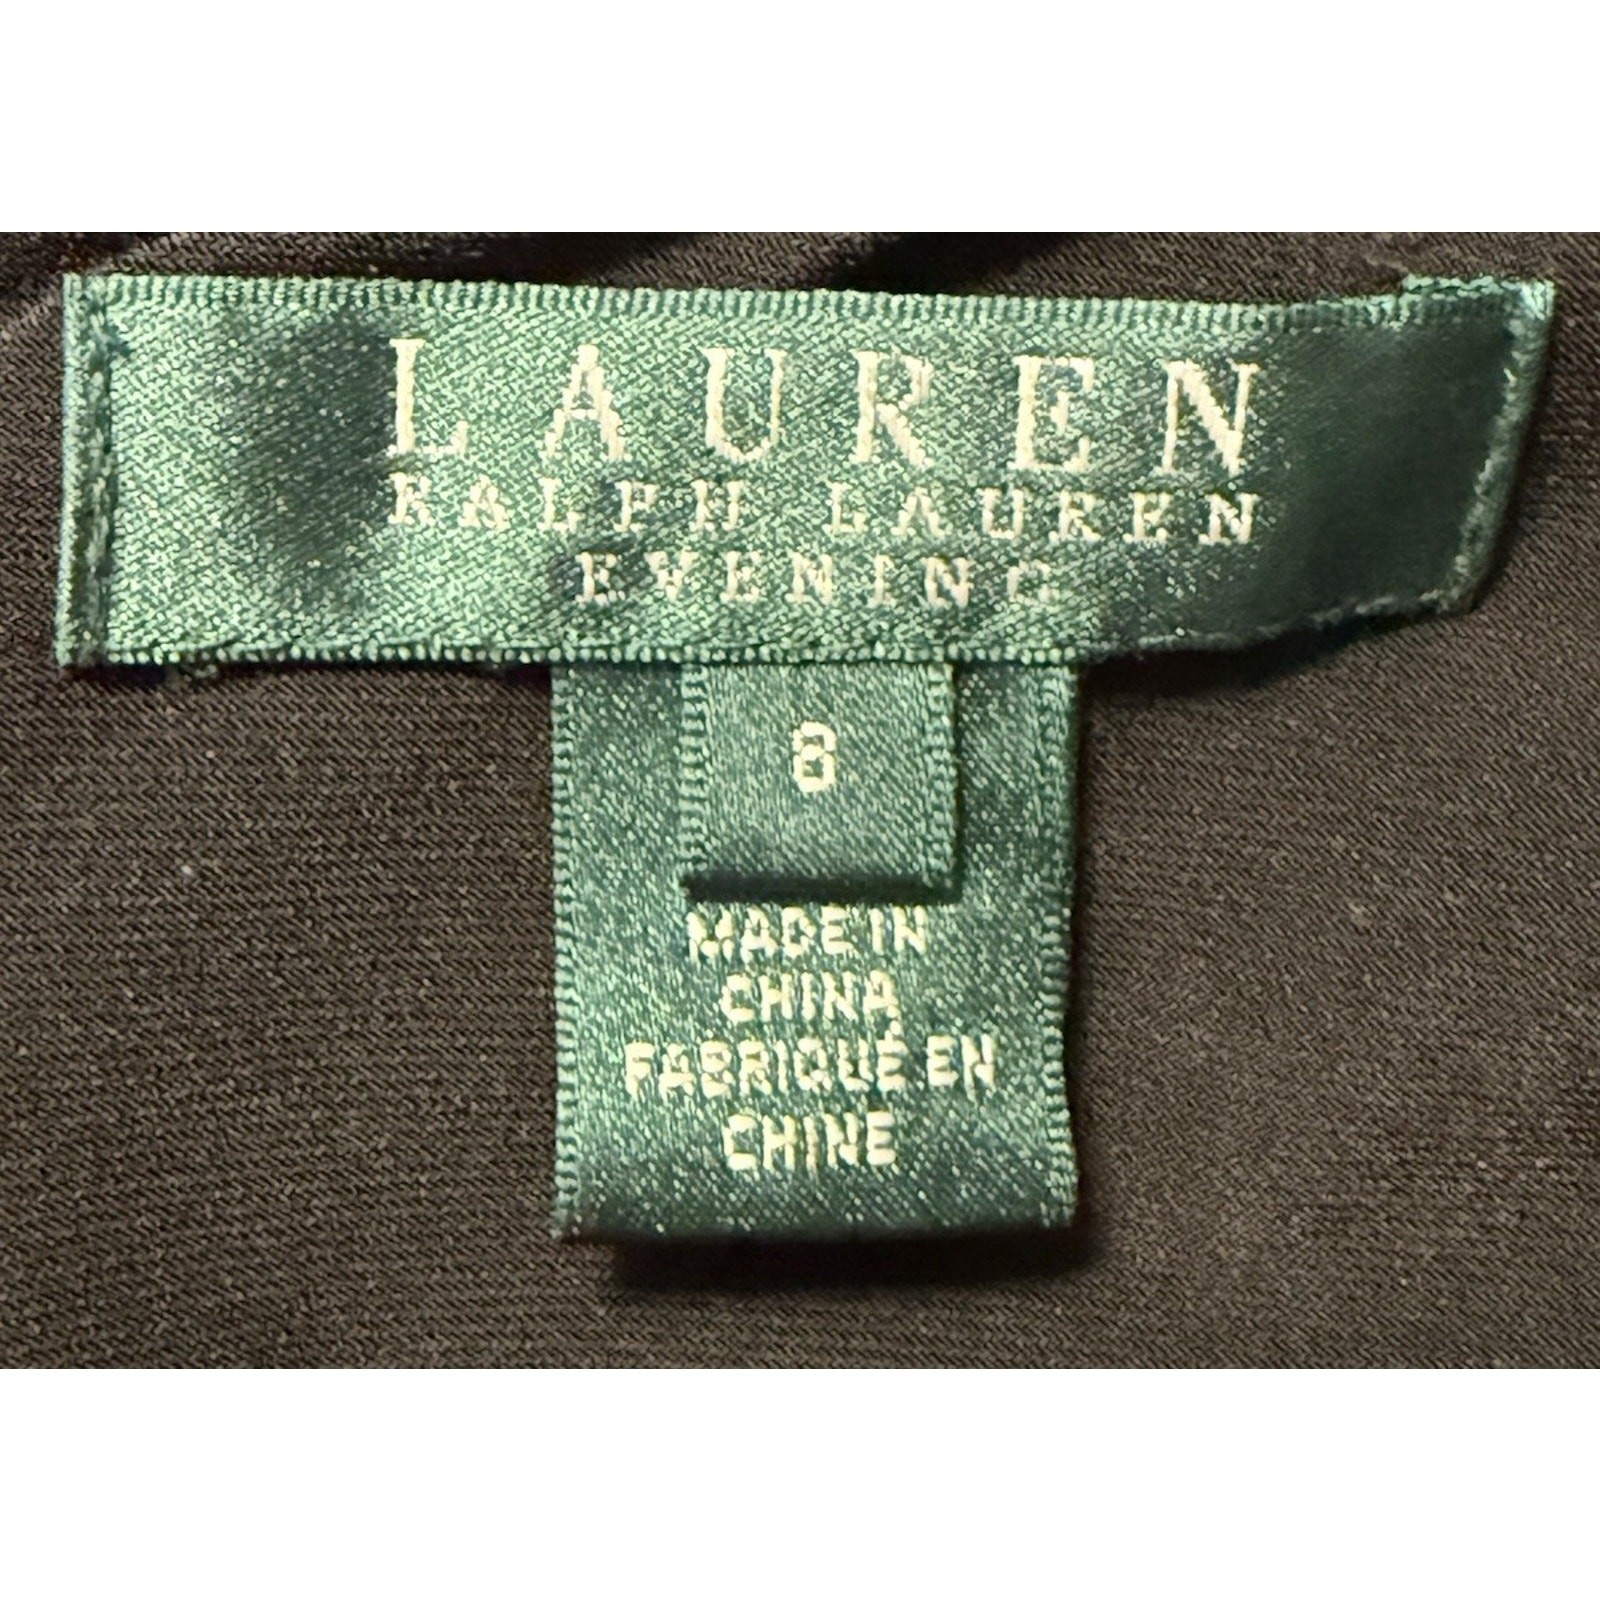 LAUREN
RALPH LAUREN
EVENING
8
MADE IN
CHINA
FABRIQUÉ EN
CHINE